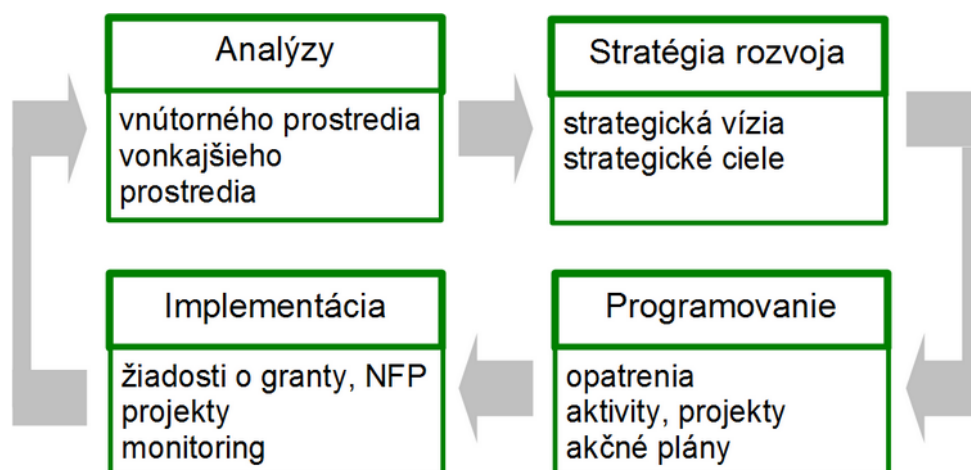 Analýzy
vnútorného prostredia
vonkajšieho
prostredia
Stratégia rozvoja
strategická vízia
strategické ciele
Implementácia
žiadosti o granty, NFP
projekty
monitoring
Programovanie
opatrenia
aktivity, projekty
akčné plány